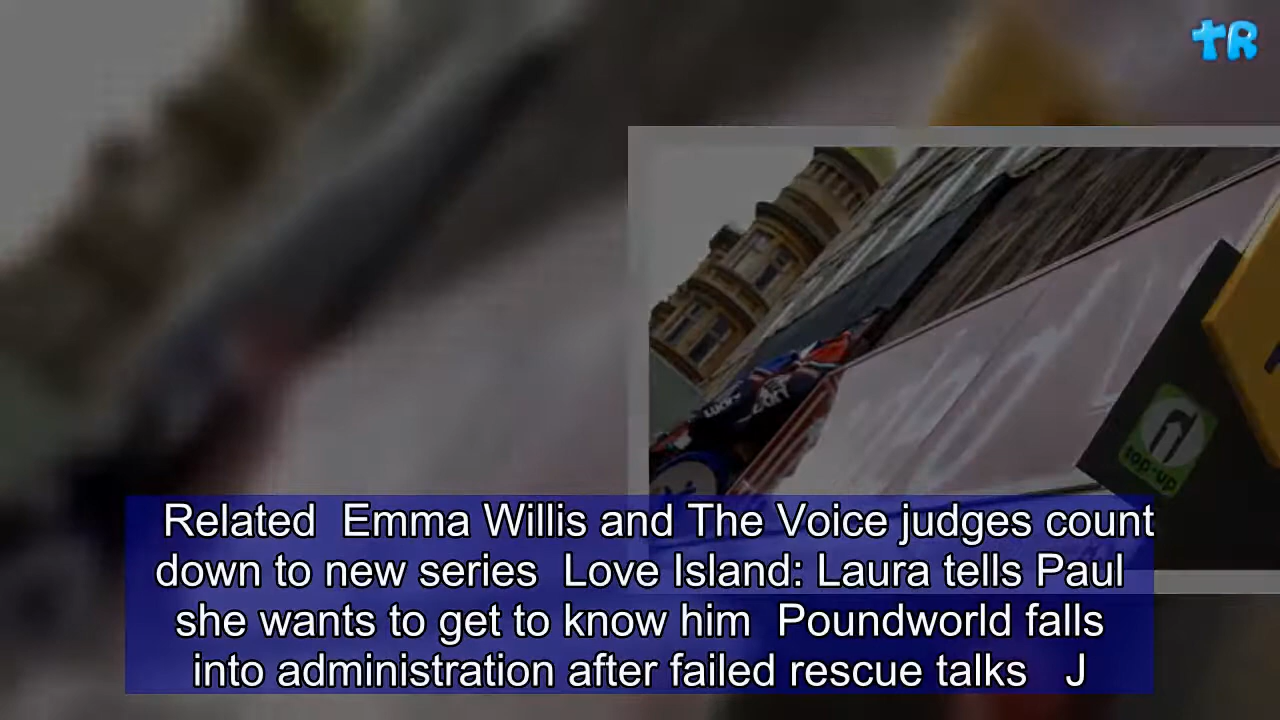 TR
top-up
Related  Emma Willis and The Voice judges count
down to new series  Love Island: Laura tells Paul
she wants to get to know him  Poundworld falls
into administration after failed rescue talks   J